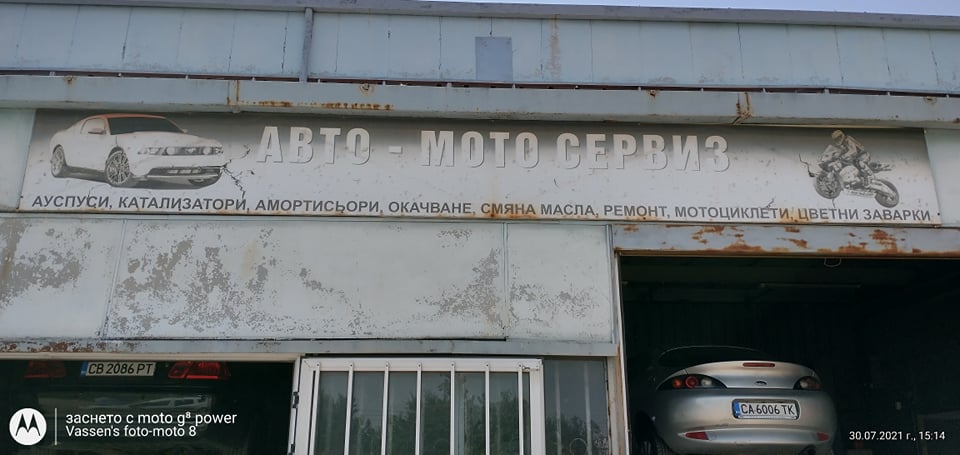 АВТО - МОТО СЕРВИЗ
АУСПУСИ, КАТАЛИЗАТОРИ, АМОРТИСЬОРИ, ОКАЧВАНЕ, СМЯНА МАСЛА, РЕМОНТ, МОТОЦИКЛЕТИ, ЦВЕТНИ ЗАВАРКИ
СВ 2086 РТ
СА 6006 ТК
заснето с moto g⁸ power
Vassen's foto-moto 8
30.07.2021 г., 15:14